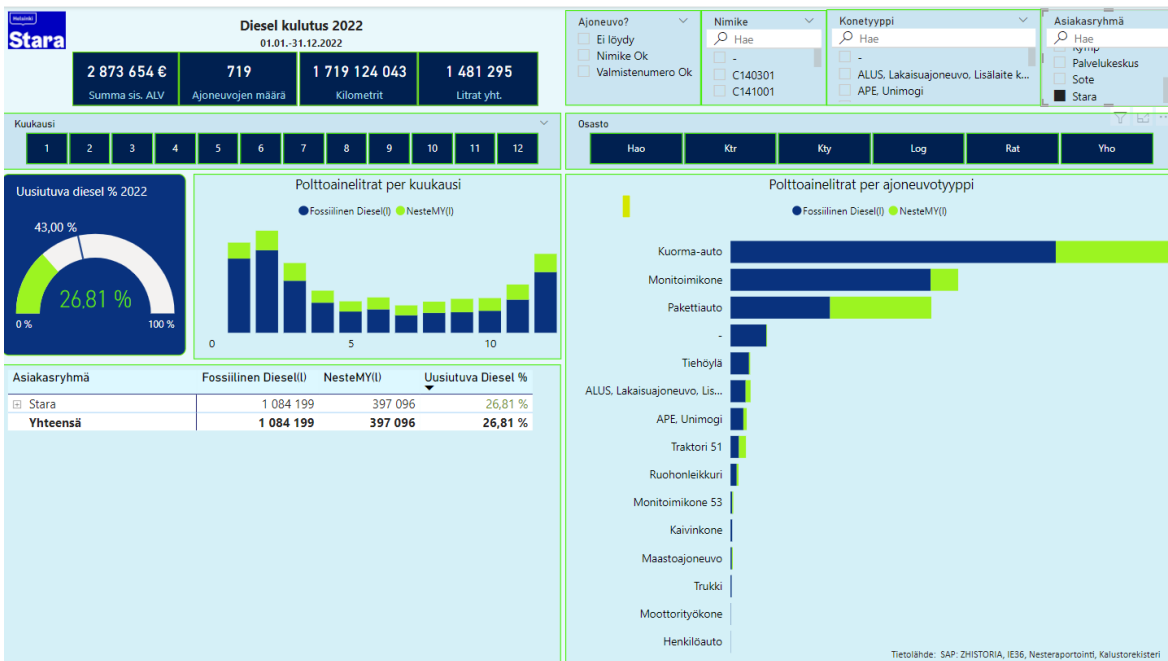 Helsinki
Stara
Diesel kulutus 2022
01.01.-31.12.2022
2 873 654 €
Summa sis. ALV
719
Ajoneuvojen määrä
1 719 124 043
Kilometrit
1 481 295
Litrat yht.
Ajoneuvo?
Ei löydy
Nimike Ok
Valmistenumero Ok
Nimike
Hae
-
C140301
C141001
Konetyyppi
Hae
-
ALUS, Lakaisuajoneuvo, Lisälaite k...
APE, Unimogi
Asiakasryhmä
Hae
Kymp
Palvelukeskus
Sote
Stara
Kuukausi
1 2 3 4 5 6 7 8 9 10 11 12
Osasto
Hao Ktr Kty Log Rat Yho
Uusiutuva diesel % 2022
43,00 %
26,81 %
0 % 100 %
Polttoainelitrat per kuukausi
Fossiilinen Diesel(l) NesteMY(l)
0 5 10
Asiakasryhmä Fossiilinen Diesel(l) NesteMY(l) Uusiutuva Diesel %
Stara 1 084 199 397 096 26,81 %
Yhteensä 1 084 199 397 096 26,81 %
Polttoainelitrat per ajoneuvotyyppi
Fossiilinen Diesel(l) NesteMY(l)
Kuorma-auto
Monitoimikone
Pakettiauto
-
Tiehöylä
ALUS, Lakaisuajoneuvo, Lis...
APE, Unimogi
Traktori 51
Ruohonleikkuri
Monitoimikone 53
Kaivinkone
Maastoajoneuvo
Trukki
Moottorityökone
Henkilöauto
Tietolähde: SAP: ZHISTORIA, IE36, Nesteraportointi, Kalustorekisteri